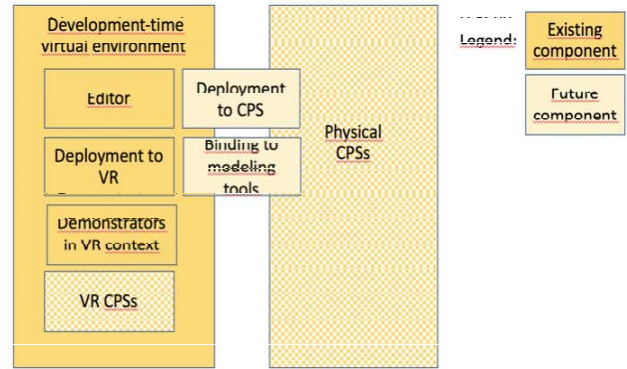 Development-time
virtual environment
Editor
Deployment to
VR
Demonstrators
in VR context
VR CPSs
Deployment
to CPS
Binding to
modeling
tools
Physical
CPSs
Legend:
Existing
component
Future
component